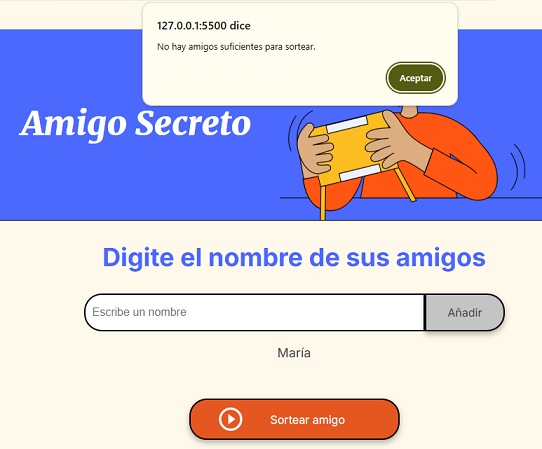 127.0.0.1:5500 dice
No hay amigos suficientes para sortear.
Aceptar
Amigo Secreto
Digite el nombre de sus amigos
Escribe un nombre
Añadir
María
Sortear amigo